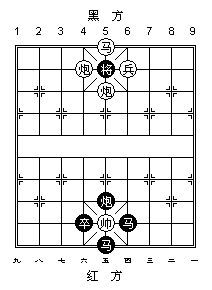 黑 方
1 2 3 4 5 6 7 8 9
马
炮 将 兵
炮
炮
卒 帅 马
马
九 八 七 六 五 四 三 二 一
红 方